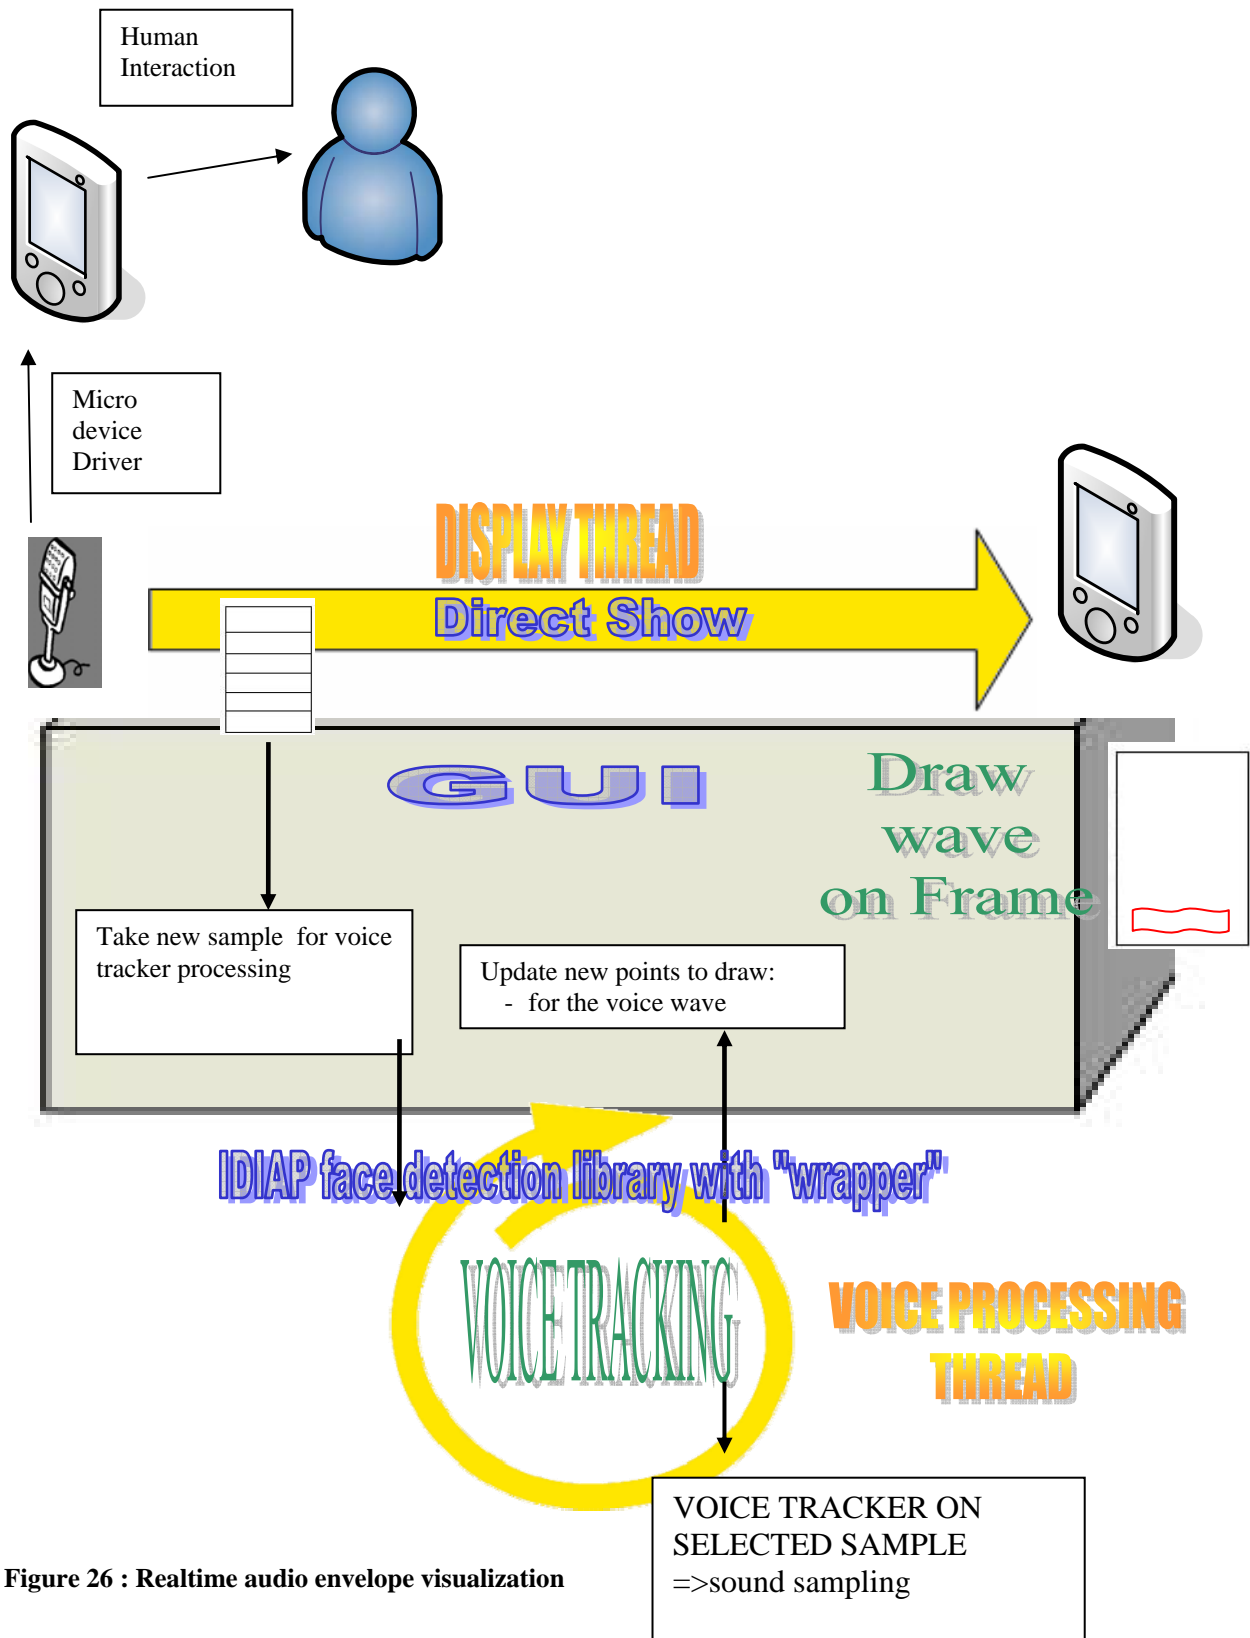 Human
Interaction
Micro
device
Driver
DISPLAY THREAD
Direct Show
GUI
Draw
wave
on Frame
Take new sample for voice
tracker processing
Update new points to draw:
- for the voice wave
IDIAP face detection library with "wrapper"
VOICE TRACKING
VOICE PROCESSING
THREAD
VOICE TRACKER ON
SELECTED SAMPLE
=>sound sampling
Figure 26 : Realtime audio envelope visualization